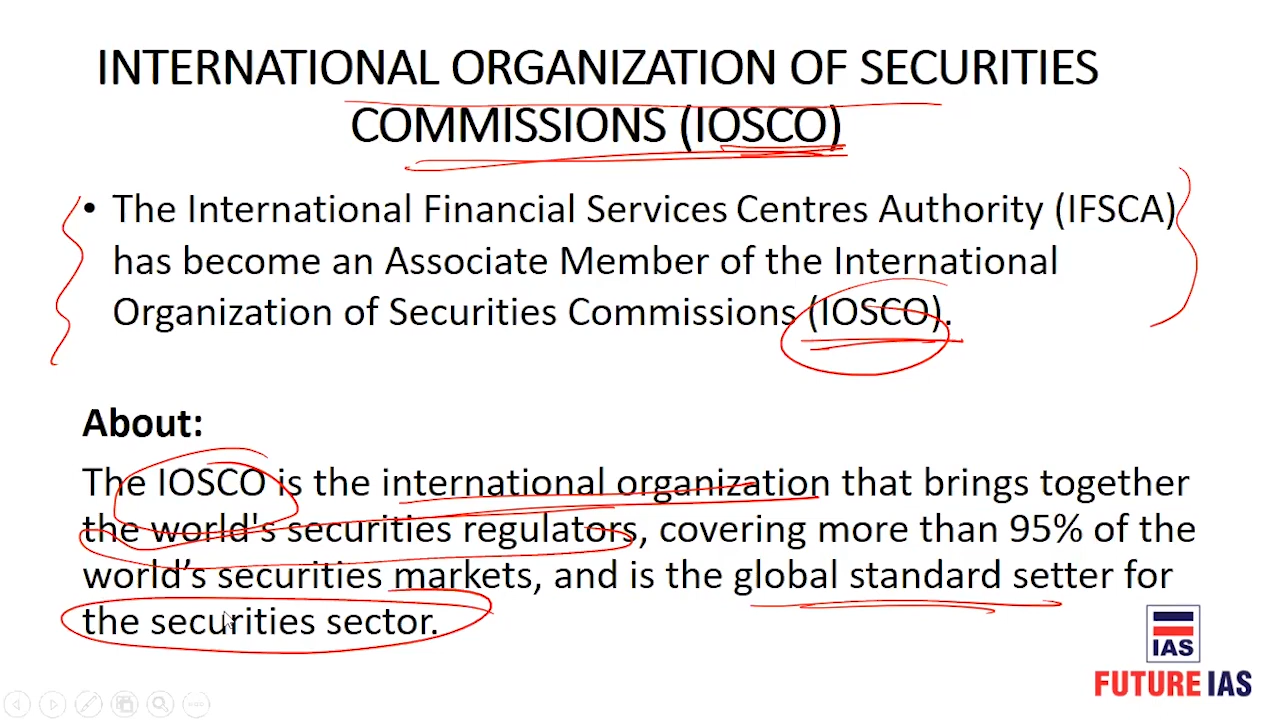 INTERNATIONAL ORGANIZATION OF SECURITIES
COMMISSIONS (IOSCO)
• The International Financial Services Centres Authority (IFSCA)
has become an Associate Member of the International
Organization of Securities Commissions (IOSCO).
About:
The IOSCO is the international organization that brings together
the world's securities regulators, covering more than 95% of the
world’s securities markets, and is the global standard setter for
the securities sector.
IAS
FUTURE IAS